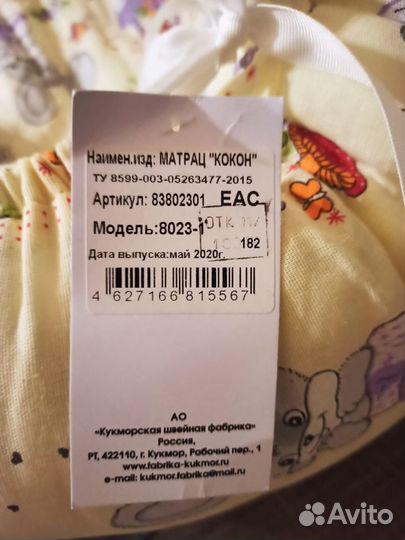 Наимен.изд: МАТРАЦ "КОКОН"
ТУ 8599-003-05263477-2015
Артикул: 83802301 ЕАС
Модель:8023-1
ОТК
182
Дата выпуска:май 2020г.
4 627166 815567
АО
«Кукморская швейная фабрика»
Россия,
РТ, 422110, г. Кукмор, Рабочий пер., 1
www.fabrika-kukmor.ru
e-mail: kukmor.fabrika@mail.ru
Avito